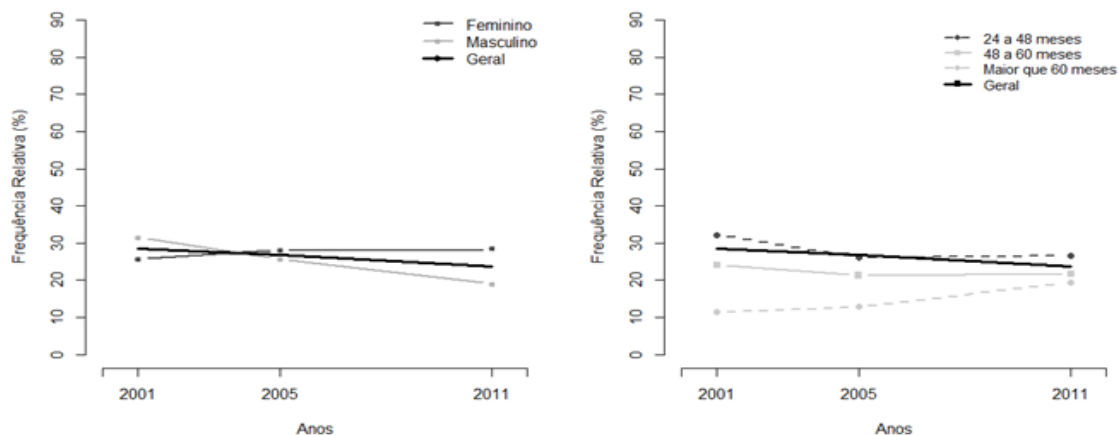 Feminino
Masculino
Geral
Frequência Relativa (%)
90
80
70
60
50
40
30
20
10
0
2001
2005
2011
Anos
24 a 48 meses
48 a 60 meses
Maior que 60 meses
Geral
Frequência Relativa (%)
90
80
70
60
50
40
30
20
10
0
2001
2005
2011
Anos